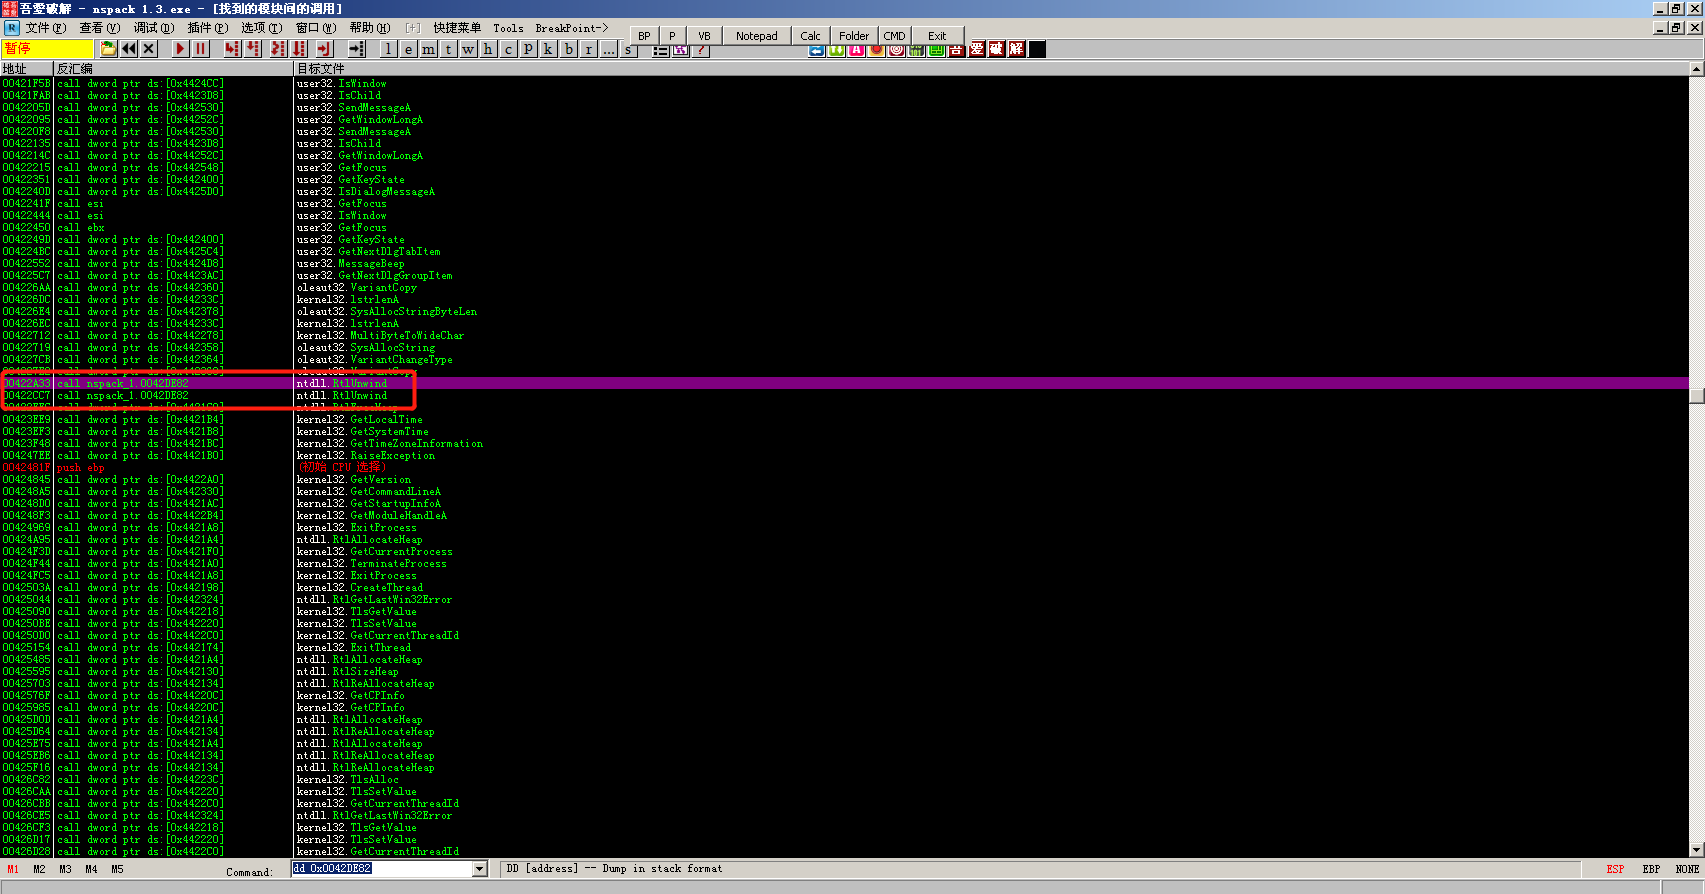 吾愛破解 - nspack 1.3.exe - [找到的模块间的调用]
文件(F) 查看(V) 调试(D) 插件(P) 选项(T) 窗口(W) 帮助(H) [+] 快捷菜单 Tools BreakPoint->
BP P VB Notepad Calc Folder CMD Exit
暂停 l e m t w h c P k b r ... s 吾 爱 破 解
地址 反汇编 目标文件
00421F5B call dword ptr ds:[0x4424CC] user32.IsWindow
00421FAB call dword ptr ds:[0x4423D8] user32.IsChild
0042205D call dword ptr ds:[0x442530] user32.SendMessageA
00422095 call dword ptr ds:[0x44252C] user32.GetWindowLongA
004220F8 call dword ptr ds:[0x442530] user32.SendMessageA
00422135 call dword ptr ds:[0x4423D8] user32.IsChild
0042214C call dword ptr ds:[0x44252C] user32.GetWindowLongA
00422215 call dword ptr ds:[0x442548] user32.GetFocus
00422351 call dword ptr ds:[0x442400] user32.GetKeyState
0042240D call dword ptr ds:[0x4425D0] user32.IsDialogMessageA
0042241F call esi user32.GetFocus
00422444 call esi user32.IsWindow
00422450 call ebx user32.GetFocus
0042249D call dword ptr ds:[0x442400] user32.GetKeyState
004224BC call dword ptr ds:[0x4425C4] user32.GetNextDlgTabItem
00422552 call dword ptr ds:[0x4424D8] user32.MessageBeep
004225C7 call dword ptr ds:[0x4423AC] user32.GetNextDlgGroupItem
004226AA call dword ptr ds:[0x442360] oleaut32.VariantCopy
004226DC call dword ptr ds:[0x44233C] kernel32.lstrlenA
004226E4 call dword ptr ds:[0x442378] oleaut32.SysAllocStringByteLen
004226EC call dword ptr ds:[0x44233C] kernel32.lstrlenA
00422712 call dword ptr ds:[0x442278] kernel32.MultiByteToWideChar
00422719 call dword ptr ds:[0x442358] oleaut32.SysAllocString
004227CB call dword ptr ds:[0x442364] oleaut32.VariantChangeType
00422A33 call nspack_1.0042DE82 ntdll.RtlUnwind
00422CC7 call nspack_1.0042DE82 ntdll.RtlUnwind
00423EE9 call dword ptr ds:[0x4421B4] kernel32.GetLocalTime
00423EF3 call dword ptr ds:[0x4421B8] kernel32.GetSystemTime
00423F48 call dword ptr ds:[0x4421BC] kernel32.GetTimeZoneInformation
004247EE call dword ptr ds:[0x4421B0] kernel32.RaiseException
0042481F push ebp (初始 CPU 选择)
00424845 call dword ptr ds:[0x4422A0] kernel32.GetVersion
004248A5 call dword ptr ds:[0x442330] kernel32.GetCommandLineA
004248D0 call dword ptr ds:[0x4421AC] kernel32.GetStartupInfoA
004248F3 call dword ptr ds:[0x4422B4] kernel32.GetModuleHandleA
00424969 call dword ptr ds:[0x4421A8] kernel32.ExitProcess
00424A95 call dword ptr ds:[0x4421A4] ntdll.RtlAllocateHeap
00424F3D call dword ptr ds:[0x4421F0] kernel32.GetCurrentProcess
00424F44 call dword ptr ds:[0x4421A0] kernel32.TerminateProcess
00424FC5 call dword ptr ds:[0x4421A8] kernel32.ExitProcess
0042503A call dword ptr ds:[0x442198] kernel32.CreateThread
00425044 call dword ptr ds:[0x442324] ntdll.RtlGetLastWin32Error
00425090 call dword ptr ds:[0x442218] kernel32.TlsGetValue
004250BE call dword ptr ds:[0x442220] kernel32.TlsSetValue
004250D0 call dword ptr ds:[0x4422C0] kernel32.GetCurrentThreadId
00425154 call dword ptr ds:[0x442174] kernel32.ExitThread
00425485 call dword ptr ds:[0x4421A4] ntdll.RtlAllocateHeap
00425595 call dword ptr ds:[0x442130] ntdll.RtlSizeHeap
00425703 call dword ptr ds:[0x442134] ntdll.RtlReAllocateHeap
0042576F call dword ptr ds:[0x44220C] kernel32.GetCPInfo
00425985 call dword ptr ds:[0x44220C] kernel32.GetCPInfo
00425D0D call dword ptr ds:[0x4421A4] ntdll.RtlAllocateHeap
00425D64 call dword ptr ds:[0x442134] ntdll.RtlReAllocateHeap
00425E75 call dword ptr ds:[0x4421A4] ntdll.RtlAllocateHeap
00425EB6 call dword ptr ds:[0x442134] ntdll.RtlReAllocateHeap
00425F16 call dword ptr ds:[0x442134] ntdll.RtlReAllocateHeap
00426C82 call dword ptr ds:[0x44223C] kernel32.TlsAlloc
00426CAA call dword ptr ds:[0x442220] kernel32.TlsSetValue
00426CBB call dword ptr ds:[0x4422C0] kernel32.GetCurrentThreadId
00426CE5 call dword ptr ds:[0x442324] ntdll.RtlGetLastWin32Error
00426CF3 call dword ptr ds:[0x442218] kernel32.TlsGetValue
00426D17 call dword ptr ds:[0x442220] kernel32.TlsSetValue
00426D28 call dword ptr ds:[0x4422C0] kernel32.GetCurrentThreadId
M1 M2 M3 M4 M5 Command: dd 0x0042DE82 DD [address] -- Dump in stack format ESP EBP NONE